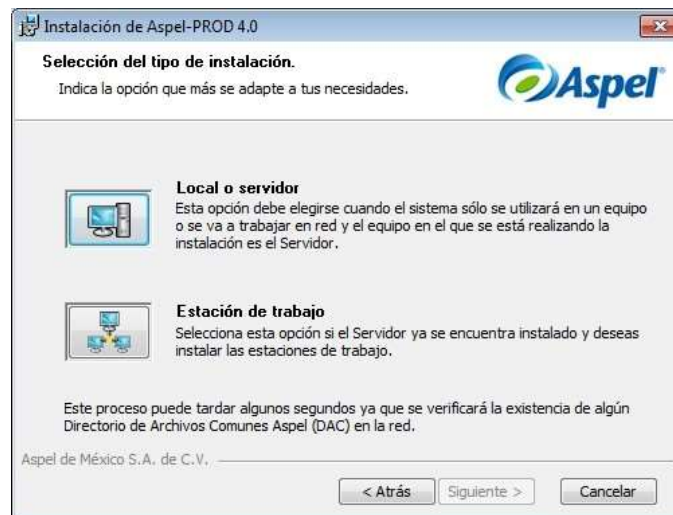 Instalación de Aspel-PROD 4.0
Selección del tipo de instalación.
Indica la opción que más se adapte a tus necesidades.
Aspel
Local o servidor
Esta opción debe elegirse cuando el sistema sólo se utilizará en un equipo
o se va a trabajar en red y el equipo en el que se está realizando la
instalación es el Servidor.
Estación de trabajo
Selecciona esta opción si el Servidor ya se encuentra instalado y deseas
instalar las estaciones de trabajo.
Este proceso puede tardar algunos segundos ya que se verificará la existencia de algún
Directorio de Archivos Comunes Aspel (DAC) en la red.
Aspel de México S.A. de C.V.
< Atrás
Siguiente >
Cancelar